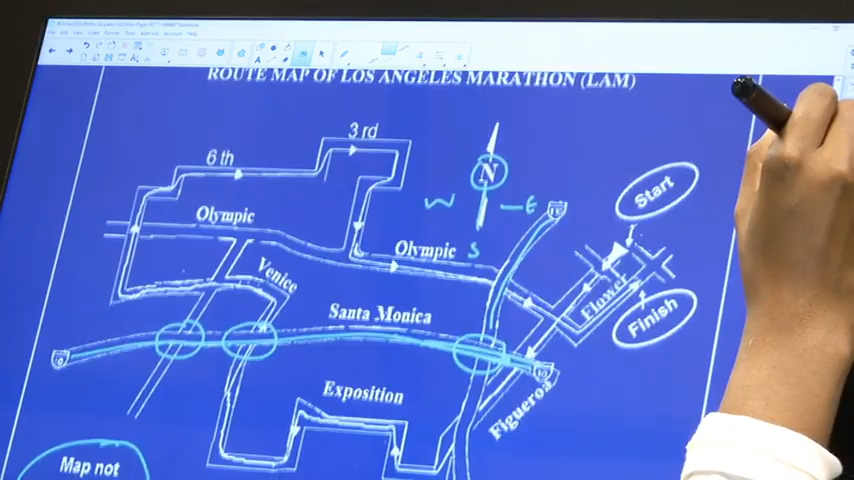 ROUTE MAP OF LOS ANGELES MARATHON (LAM)
3 rd
6 th
N
W
E
S
Start
Olympic
Olympic
Venice
Flower
Finish
Santa Monica
Exposition
Figueroa
10
Map not